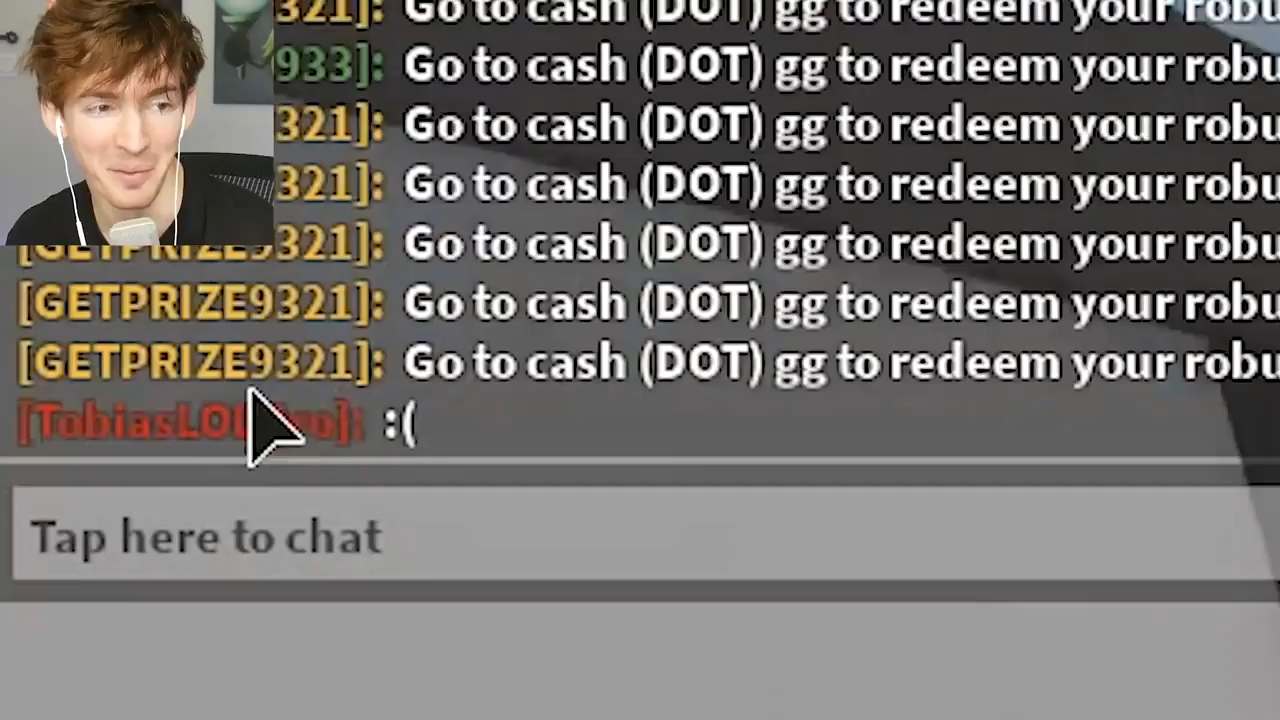 321]: Go to cash (DOT) gg to redeem your robu
933]: Go to cash (DOT) gg to redeem your robu
321]: Go to cash (DOT) gg to redeem your robu
321]: Go to cash (DOT) gg to redeem your robu
[GETPRIZE9321]: Go to cash (DOT) gg to redeem your robu
[GETPRIZE9321]: Go to cash (DOT) gg to redeem your robu
[GETPRIZE9321]: Go to cash (DOT) gg to redeem your robu
:(
Tap here to chat